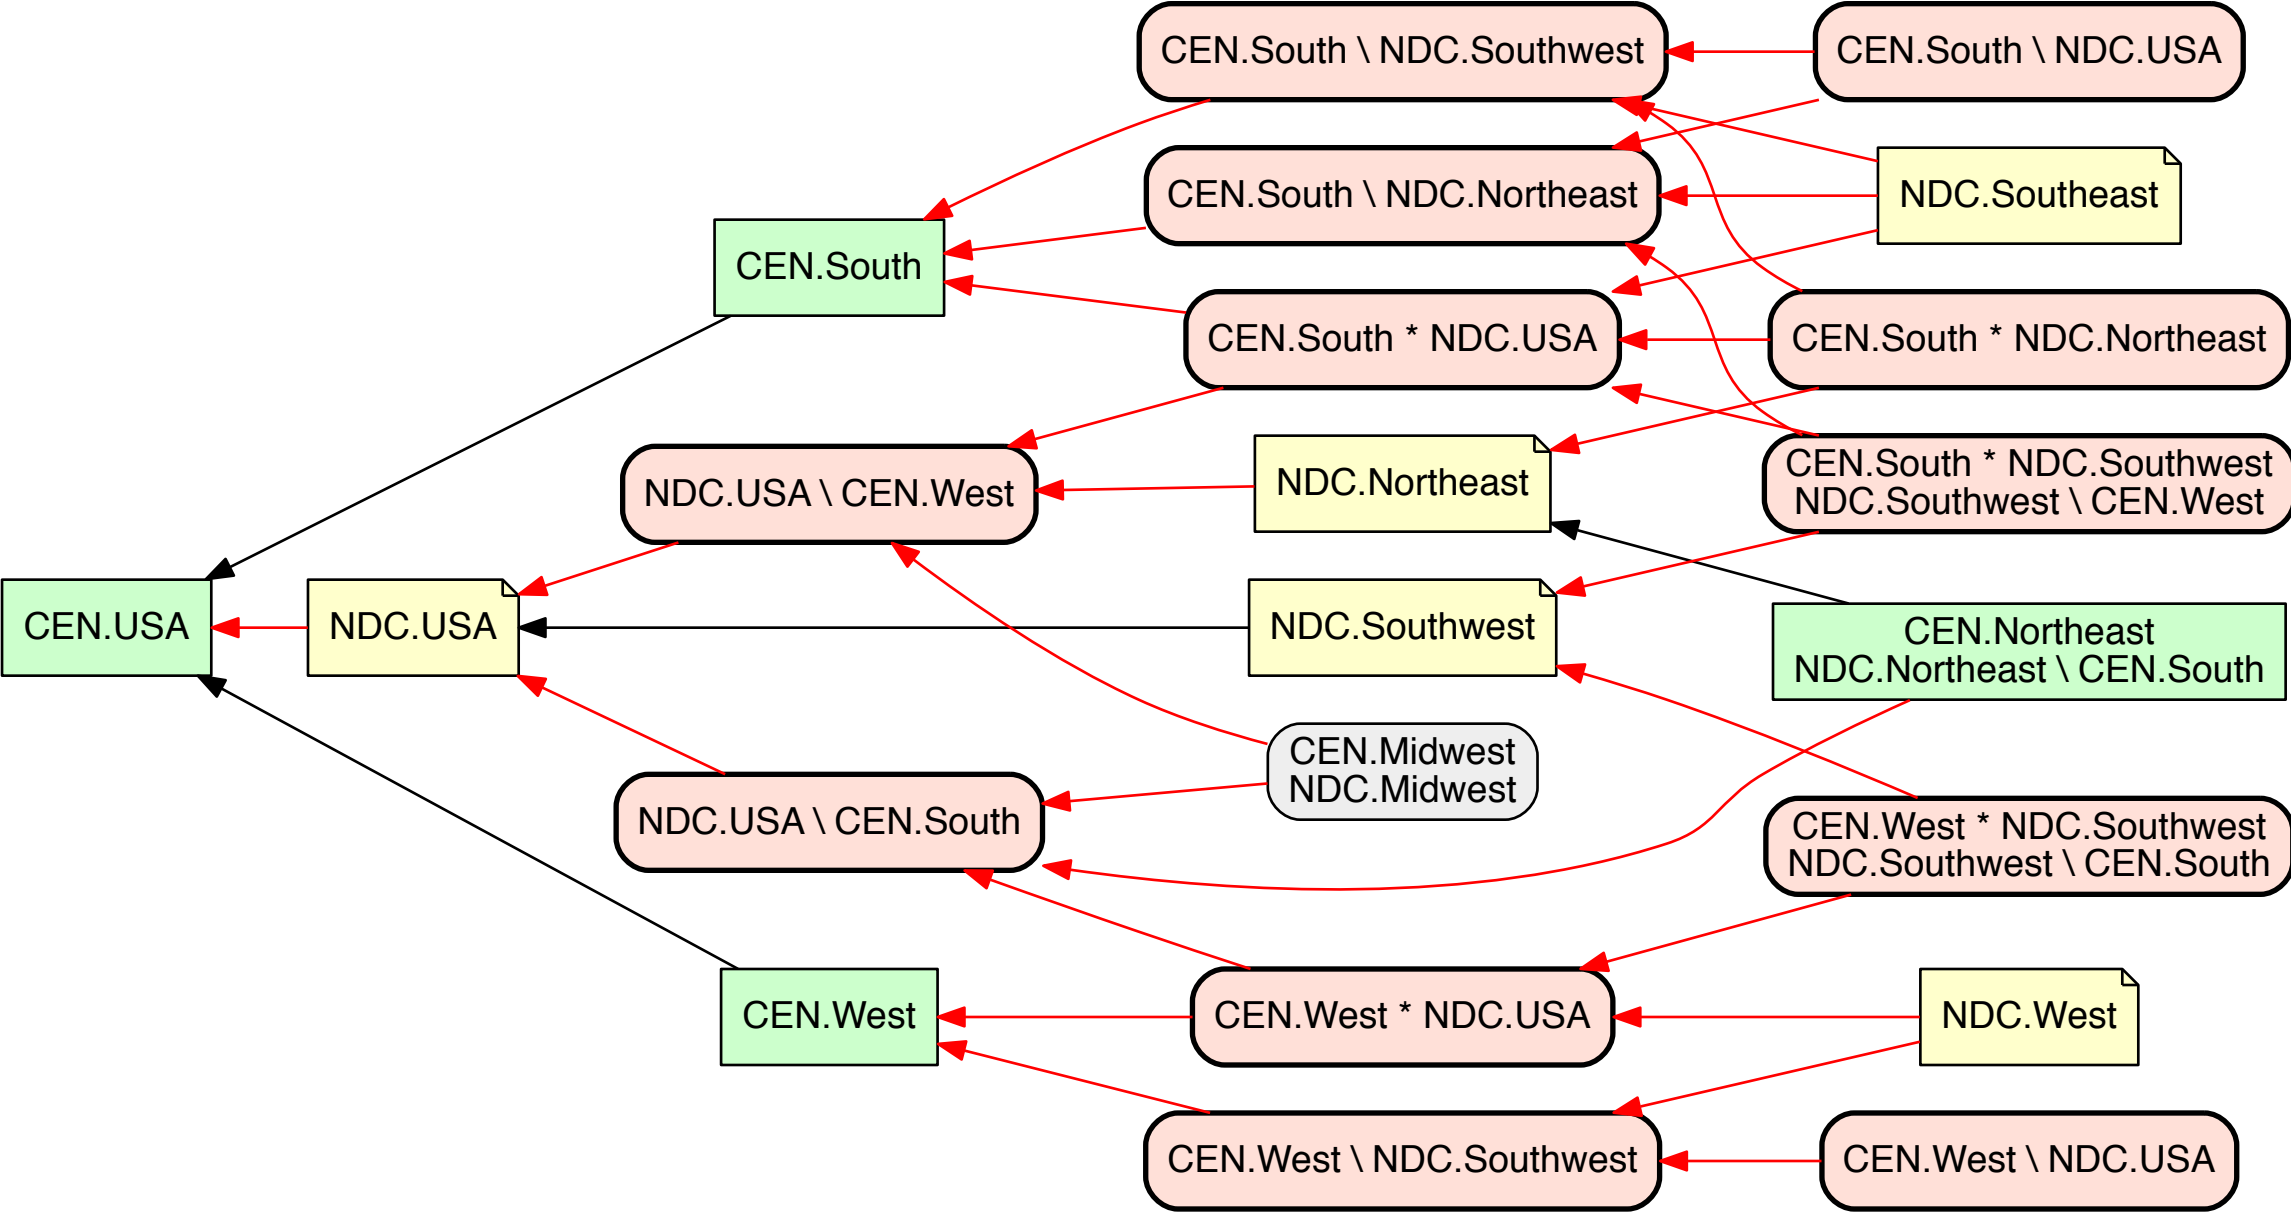 CEN.South \ NDC.Southwest
CEN.South \ NDC.USA
CEN.South \ NDC.Northeast
NDC.Southeast
CEN.South
CEN.South * NDC.USA
CEN.South * NDC.Northeast
NDC.USA \ CEN.West
NDC.Northeast
CEN.South * NDC.Southwest
NDC.Southwest \ CEN.West
CEN.USA
NDC.USA
NDC.Southwest
CEN.Northeast
NDC.Northeast \ CEN.South
CEN.Midwest
NDC.Midwest
NDC.USA \ CEN.South
CEN.West * NDC.Southwest
NDC.Southwest \ CEN.South
CEN.West
CEN.West * NDC.USA
NDC.West
CEN.West \ NDC.Southwest
CEN.West \ NDC.USA